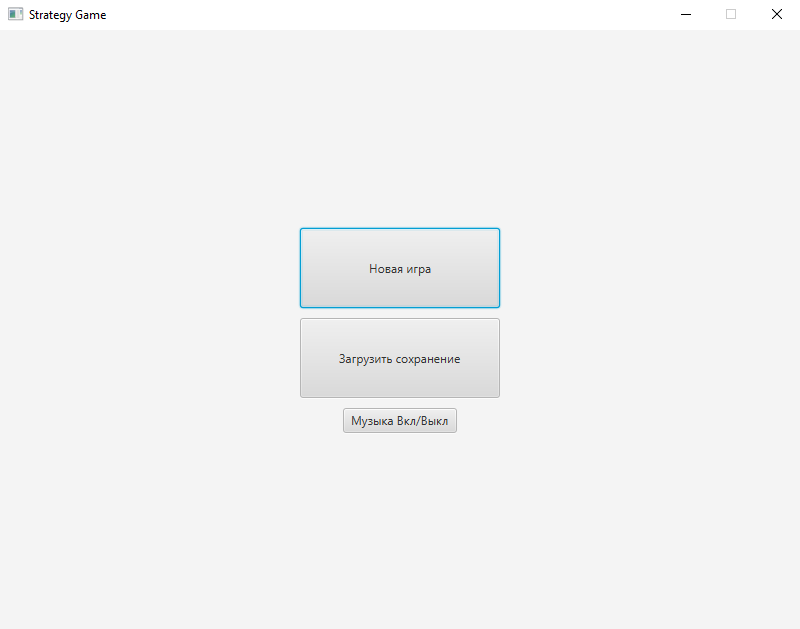 Strategy Game
Новая игра
Загрузить сохранение
Музыка Вкл/Выкл